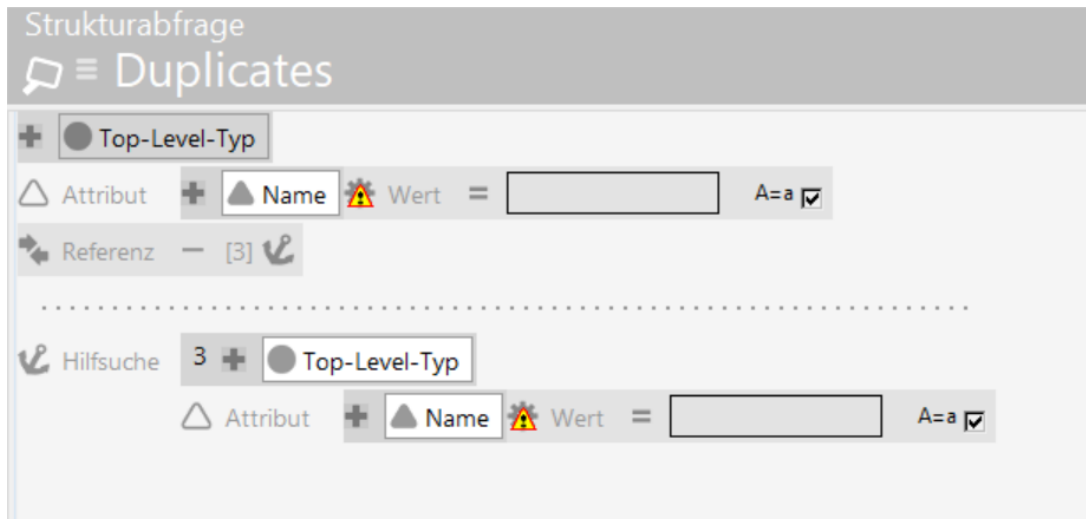 Strukturabfrage
Duplicates
Top-Level-Typ
Attribut Name Wert = A=a
Referenz – [3]
Hilfsuche 3 Top-Level-Typ
Attribut Name Wert = A=a